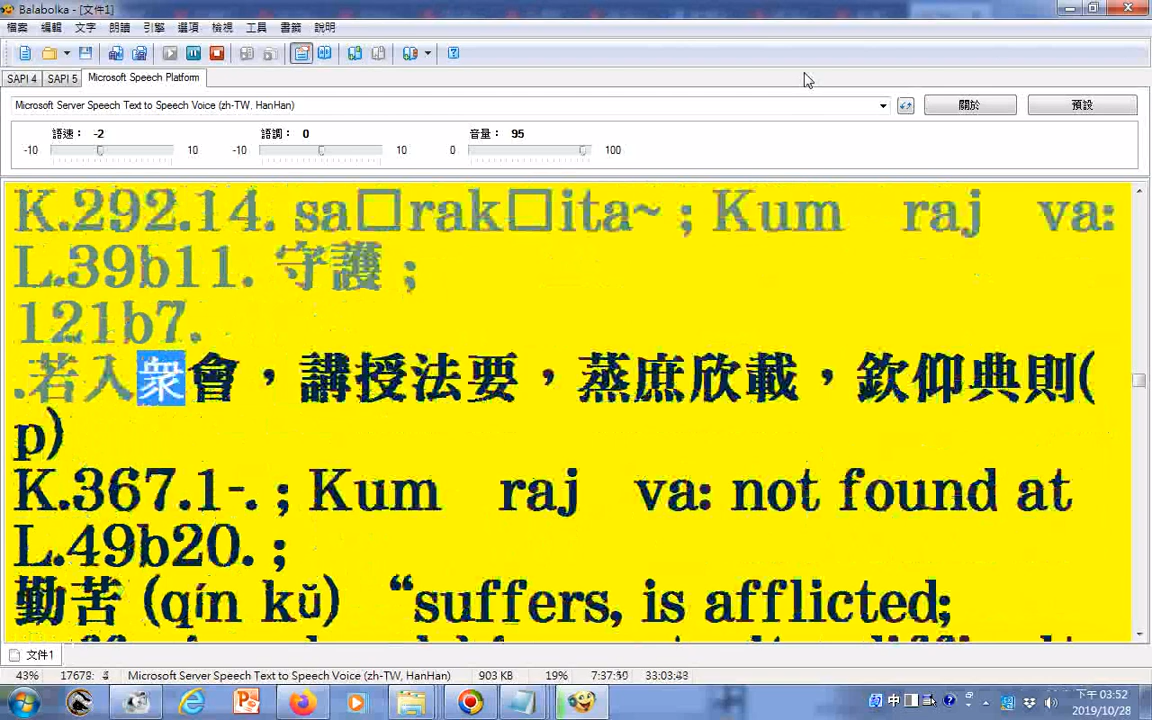 Balabolka - [文件1]
檔案 編輯 文字 朗讀 引擎 選項 檢視 工具 書籤 說明
SAPI 4 SAPI 5 Microsoft Speech Platform
Microsoft Server Speech Text to Speech Voice (zh-TW, HanHan) 關於 預設
語速： -2 語調： 0 音量： 95
-10 10 -10 10 0 100
K.292.14. sa□rak□ita~ ; Kum raj va:
L.39b11. 守護 ;
121b7.
.若入衆會，講授法要，蒸庶欣載，欽仰典則(
p)
K.367.1-. ; Kum raj va: not found at
L.49b20. ;
勤苦 (qín kŭ) “suffers, is afflicted;
文件1
43% 17678: Microsoft Server Speech Text to Speech Voice (zh-TW, HanHan) 903 KB 19% 33:03:43
中 下午 03:52
2019/10/28